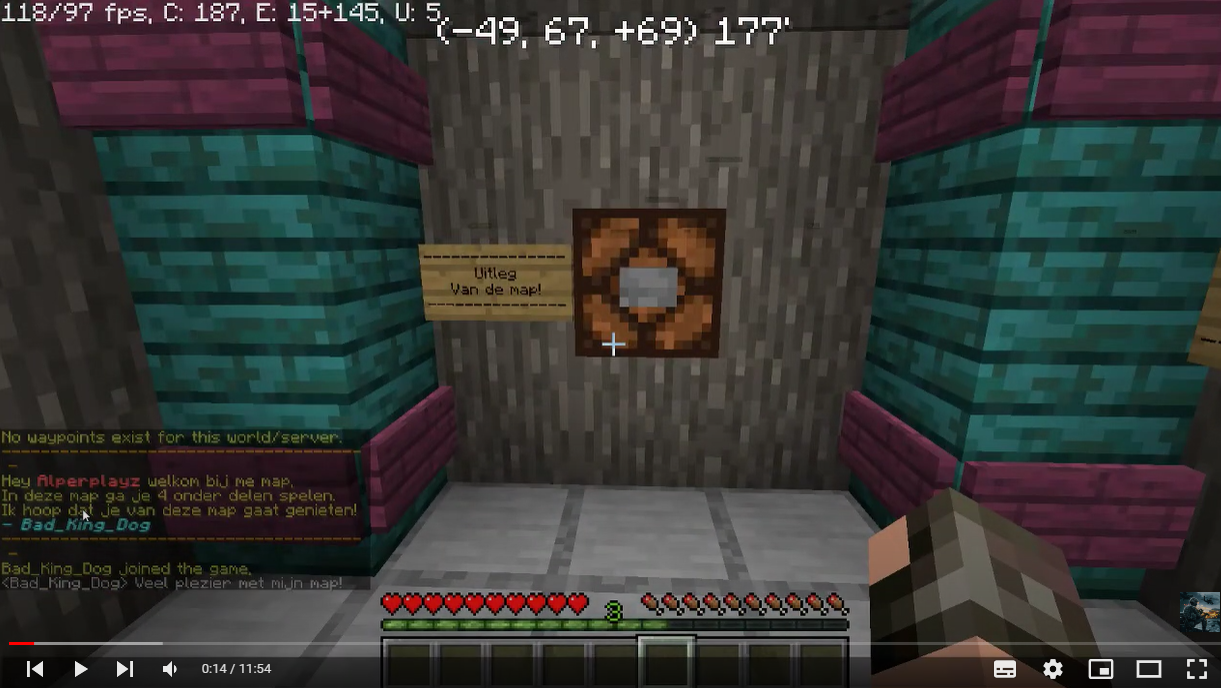 118/97 fps, C: 187, E: 15+145, U: 5
(-49, 67, +69) 177'
Uitleg
Van de map!
No waypoints exist for this world/server.
Hey Alperplayz welkom bij me map,
In deze map ga je 4 onder delen spelen.
Ik hoop dat je van deze map gaat genieten!
- Bad_King_Dog
Bad_King_Dog joined the game.
<Bad_King_Dog> Veel plezier met mijn map!
3
0:14 / 11:54